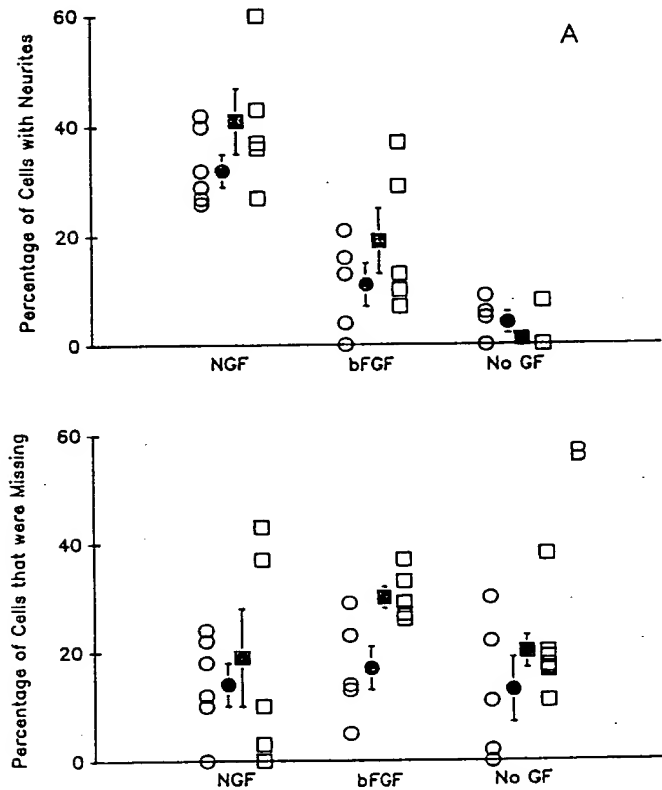 A
Percentage of Cells with Neurites
60
40
20
0
NGF bFGF No GF
B
Percentage of Cells that were Missing
60
40
20
0
NGF bFGF No GF